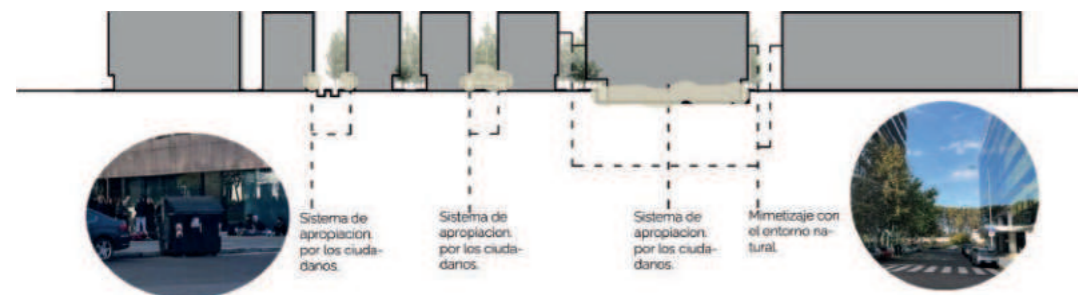 Sistema de
apropiacion.
por los ciuda-
danos.
Sistema de
apropiacion.
por los ciuda-
danos.
Sistema de
apropiacion.
por los ciuda-
danos.
Mimetizaje con
el entorno na-
tural.